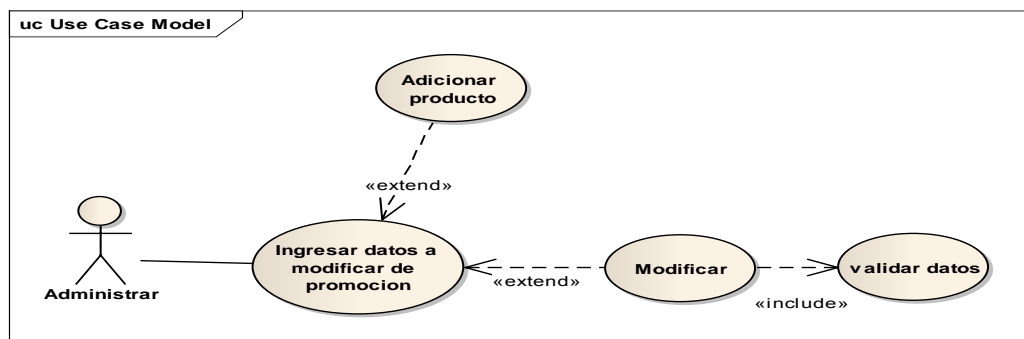 uc Use Case Model
Adicionar
producto
«extend»
Ingresar datos a
modificar de
promocion
Administrar
«extend»
Modificar
«include»
validar datos